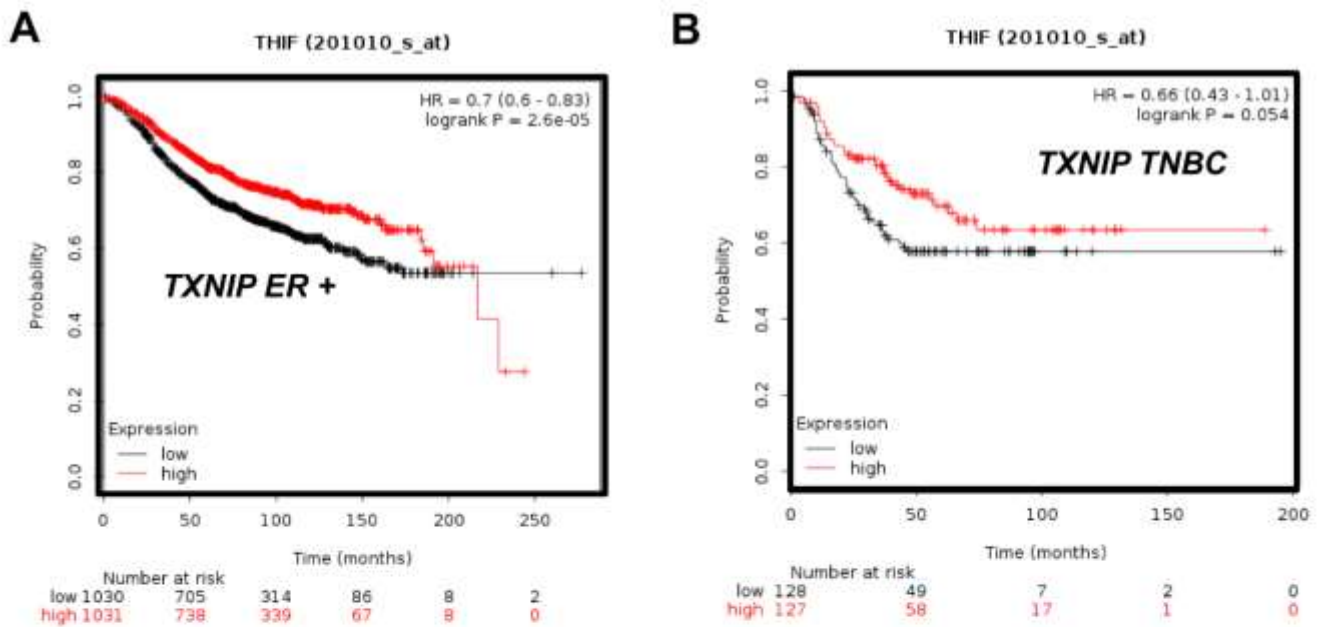 A
THIF (201010_s_at)
HR = 0.7 (0.6 - 0.83)
logrank P = 2.6e-05
TXNIP ER +
Probability
1.0
0.8
0.6
0.4
0.2
0.0
Expression
low
high
0 50 100 150 200 250
Time (months)
Number at risk
low 1030 705 314 86 8 2
high 1031 738 339 67 8 0
B
THIF (201010_s_at)
HR = 0.66 (0.43 - 1.01)
logrank P = 0.054
TXNIP TNBC
Probability
1.0
0.8
0.6
0.4
0.2
0.0
Expression
low
high
0 50 100 150 200
Time (months)
Number at risk
low 128 49 7 2 0
high 127 58 17 1 0